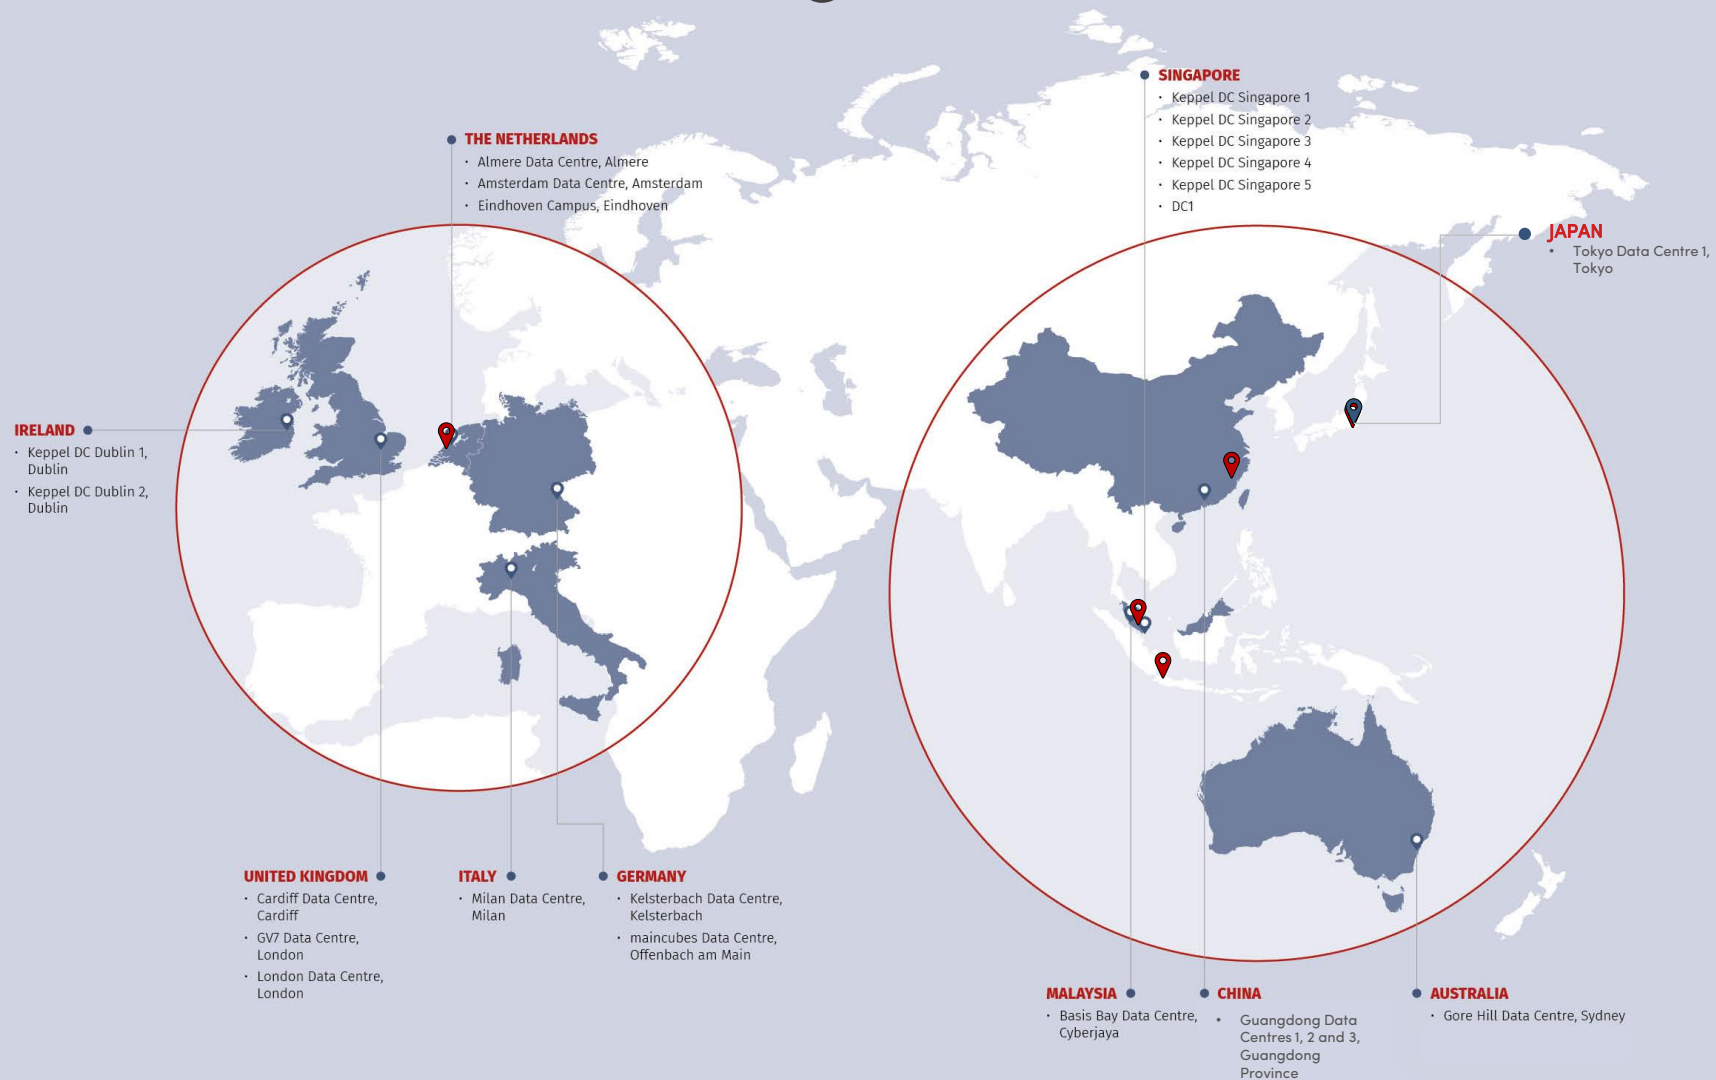 SINGAPORE
· Keppel DC Singapore 1
· Keppel DC Singapore 2
· Keppel DC Singapore 3
· Keppel DC Singapore 4
· Keppel DC Singapore 5
· DC1
THE NETHERLANDS
· Almere Data Centre, Almere
· Amsterdam Data Centre, Amsterdam
· Eindhoven Campus, Eindhoven
JAPAN
• Tokyo Data Centre 1,
Tokyo
IRELAND
· Keppel DC Dublin 1,
Dublin
· Keppel DC Dublin 2,
Dublin
UNITED KINGDOM
· Cardiff Data Centre,
Cardiff
· GV7 Data Centre,
London
· London Data Centre,
London
ITALY
· Milan Data Centre,
Milan
GERMANY
· Kelsterbach Data Centre,
Kelsterbach
· maincubes Data Centre,
Offenbach am Main
MALAYSIA
· Basis Bay Data Centre,
Cyberjaya
CHINA
• Guangdong Data
Centres 1, 2 and 3,
Guangdong
Province
AUSTRALIA
· Gore Hill Data Centre, Sydney